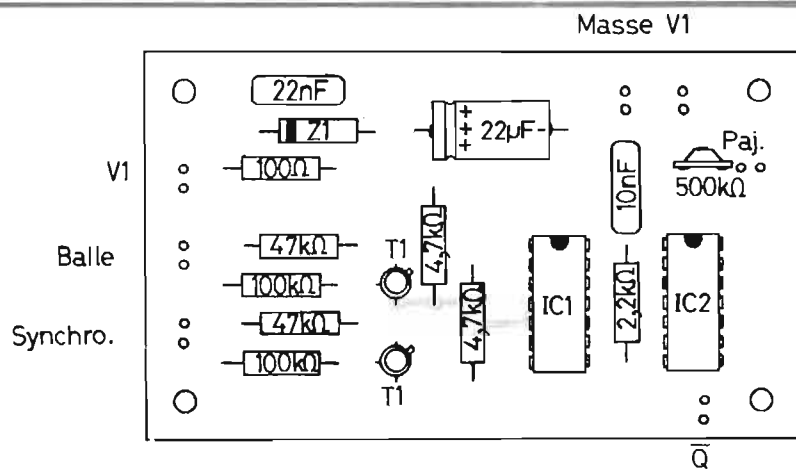 Masse V1
22nF
Z1
+
+
+
22µF-
Paj.
V1
100Ω
10nF
500kΩ
Balle
47kΩ
T1
4,7kΩ
100kΩ
Synchro.
47kΩ
4,7kΩ
IC1
2,2kΩ
IC2
100kΩ
T1
Q̅